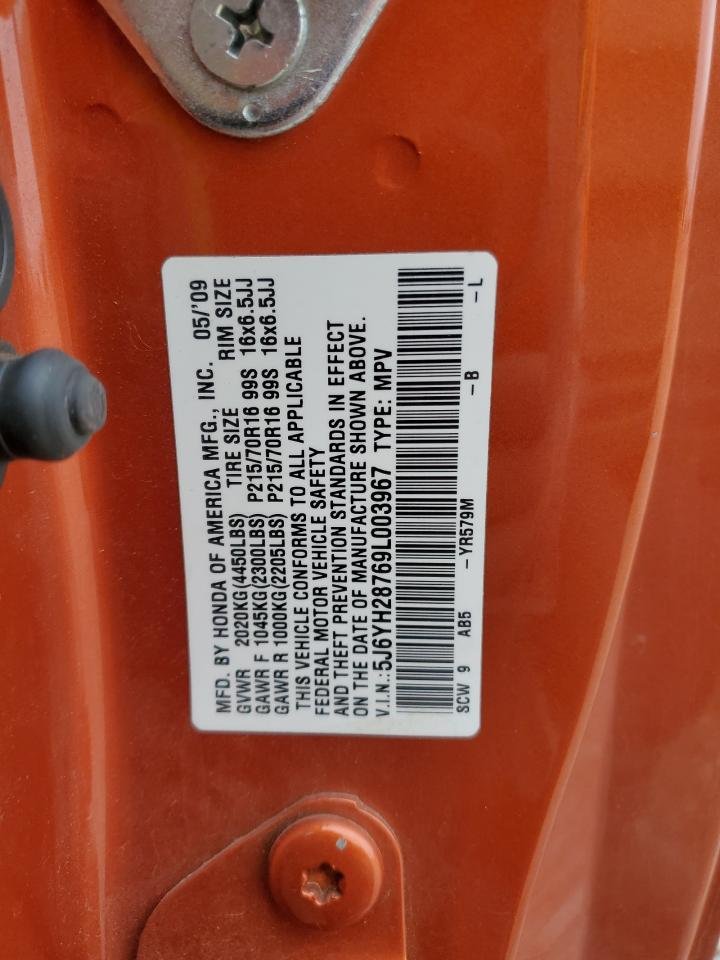 MFD. BY HONDA OF AMERICA MFG., INC. 05/'09
GVWR 2020KG(4450LBS) TIRE SIZE RIM SIZE
GAWR F 1045KG(2300LBS) P215/70R16 99S 16x6.5JJ
GAWR R 1000KG(2205LBS) P215/70R16 99S 16x6.5JJ
THIS VEHICLE CONFORMS TO ALL APPLICABLE
FEDERAL MOTOR VEHICLE SAFETY
AND THEFT PREVENTION STANDARDS IN EFFECT
ON THE DATE OF MANUFACTURE SHOWN ABOVE.
V.I.N.:5J6YH28769L003967 TYPE: MPV
SCW 9 AB5 -YR579M -B -L